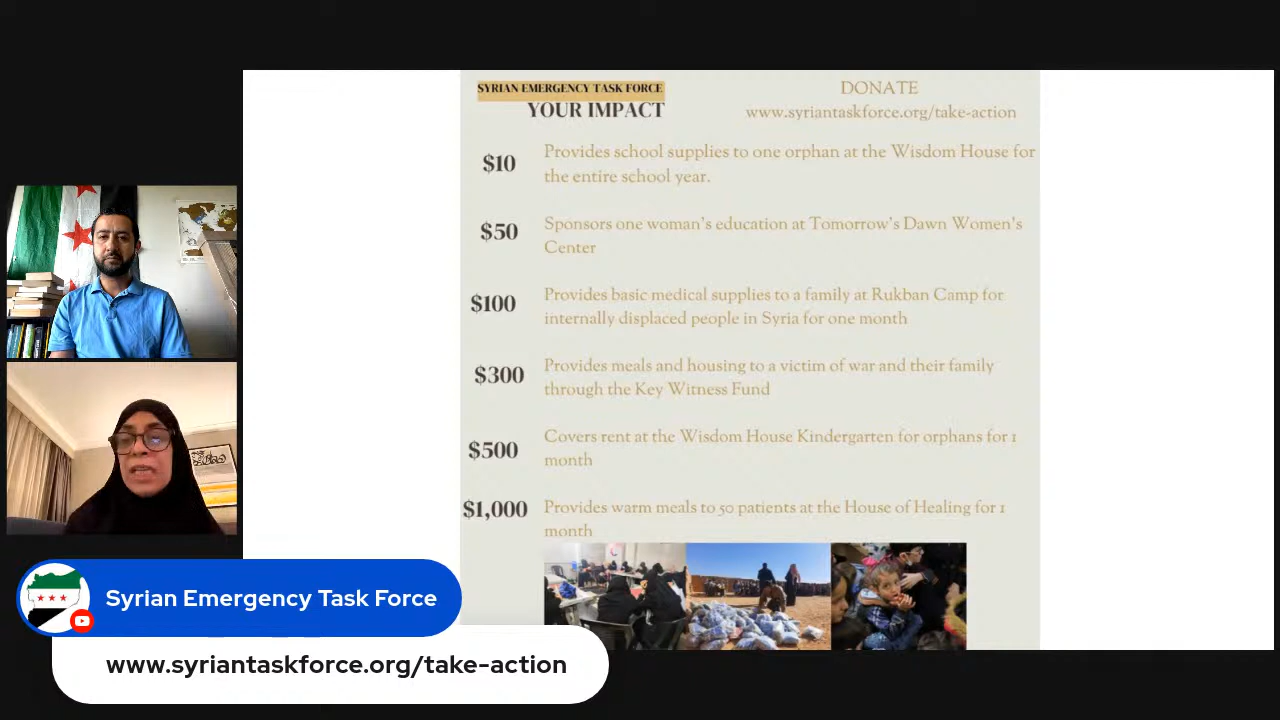 SYRIAN EMERGENCY TASK FORCE
YOUR IMPACT
DONATE
www.syriantaskforce.org/take-action
$10
Provides school supplies to one orphan at the Wisdom House for
the entire school year.
$50
Sponsors one woman's education at Tomorrow's Dawn Women's
Center
$100
Provides basic medical supplies to a family at Rukban Camp for
internally displaced people in Syria for one month
$300
Provides meals and housing to a victim of war and their family
through the Key Witness Fund
$500
Covers rent at the Wisdom House Kindergarten for orphans for 1
month
$1,000
Provides warm meals to 50 patients at the House of Healing for 1
month
Syrian Emergency Task Force
www.syriantaskforce.org/take-action